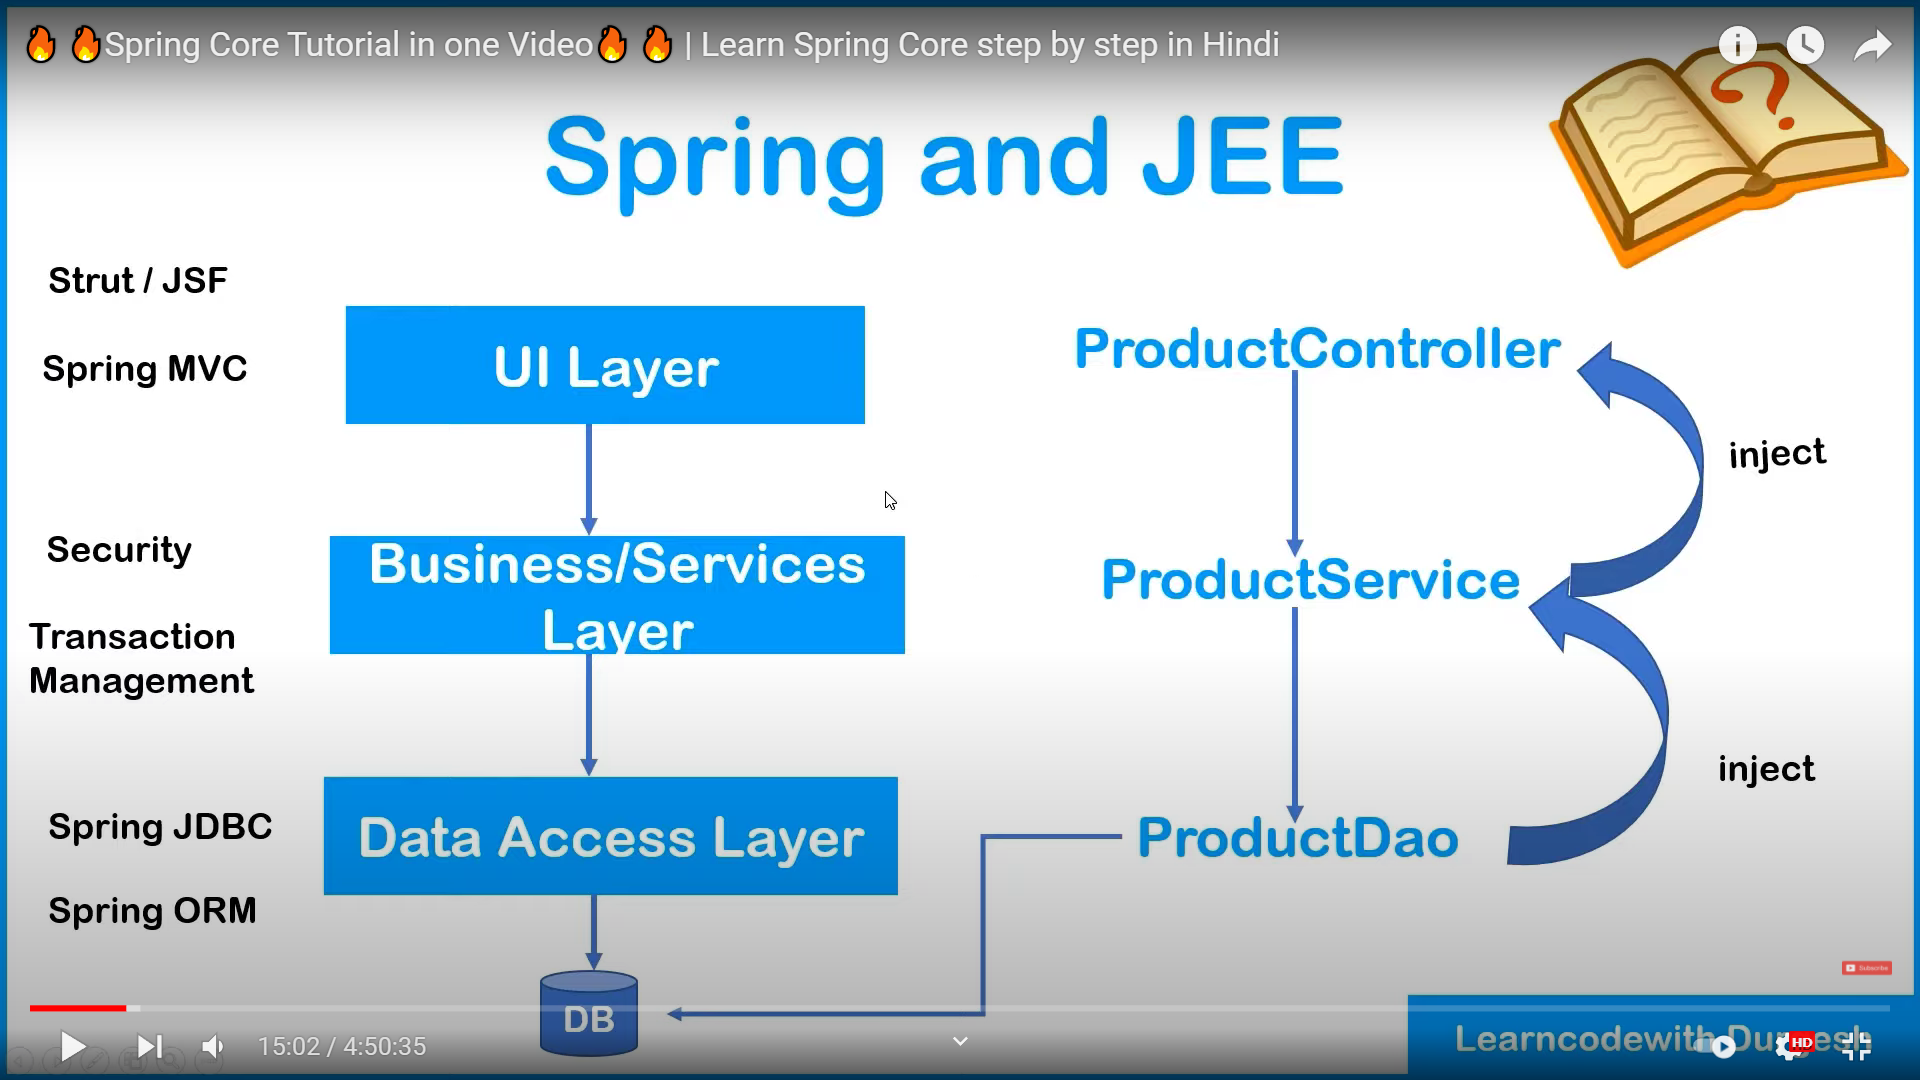 🔥 🔥Spring Core Tutorial in one Video🔥 🔥 | Learn Spring Core step by step in Hindi
Spring and JEE
?
Strut / JSF
Spring MVC
UI Layer
ProductController
inject
Security
Business/Services
Layer
ProductService
Transaction
Management
inject
Spring JDBC
Data Access Layer
ProductDao
Spring ORM
Subscribe
DB
Learncodewith Durgesh
15:02 / 4:50:35
HD